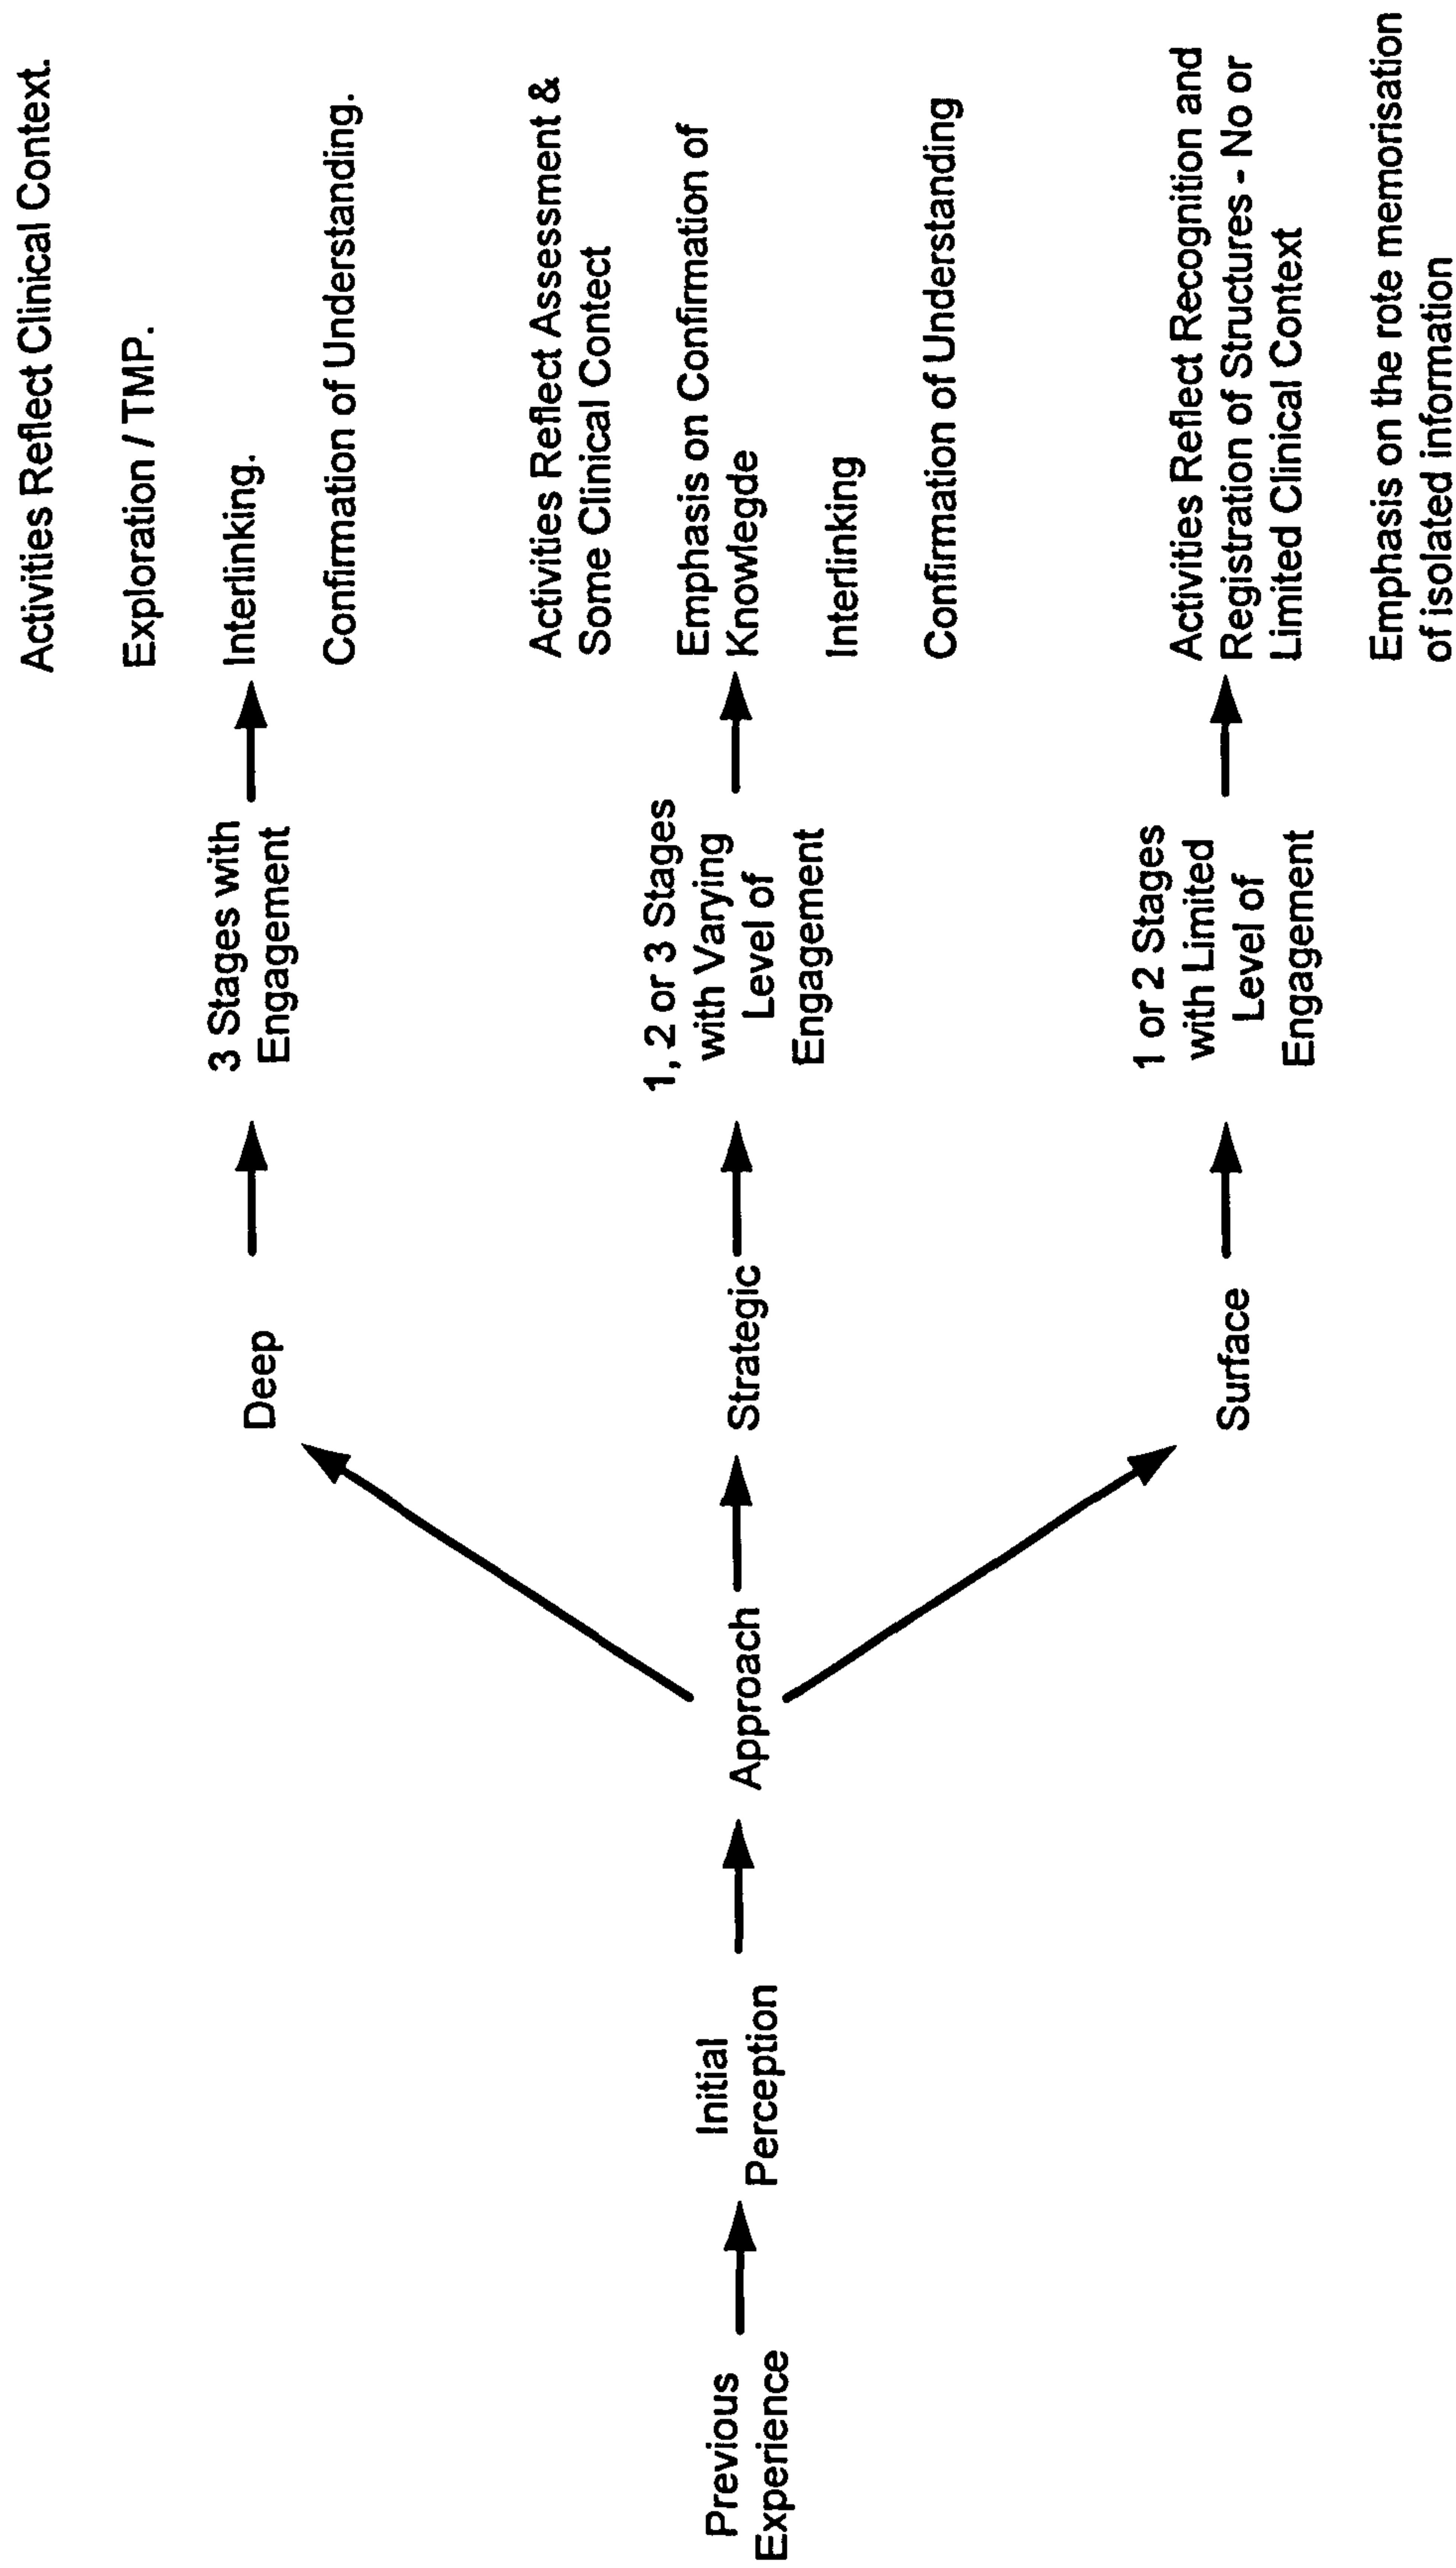 Previous
Experience
Initial
Perception
Approach
Deep
3 Stages with
Engagement
Activities Reflect Clinical Context.
Exploration / TMP.
Interlinking.
Confirmation of Understanding.
Strategic
1, 2 or 3 Stages
with Varying
Level of
Engagement
Activities Reflect Assessment &
Some Clinical Contect
Emphasis on Confirmation of
Knowlegde
Interlinking
Confirmation of Understanding
Surface
1 or 2 Stages
with Limited
Level of
Engagement
Activities Reflect Recognition and
Registration of Structures - No or
Limited Clinical Context
Emphasis on the rote memorisation
of isolated information